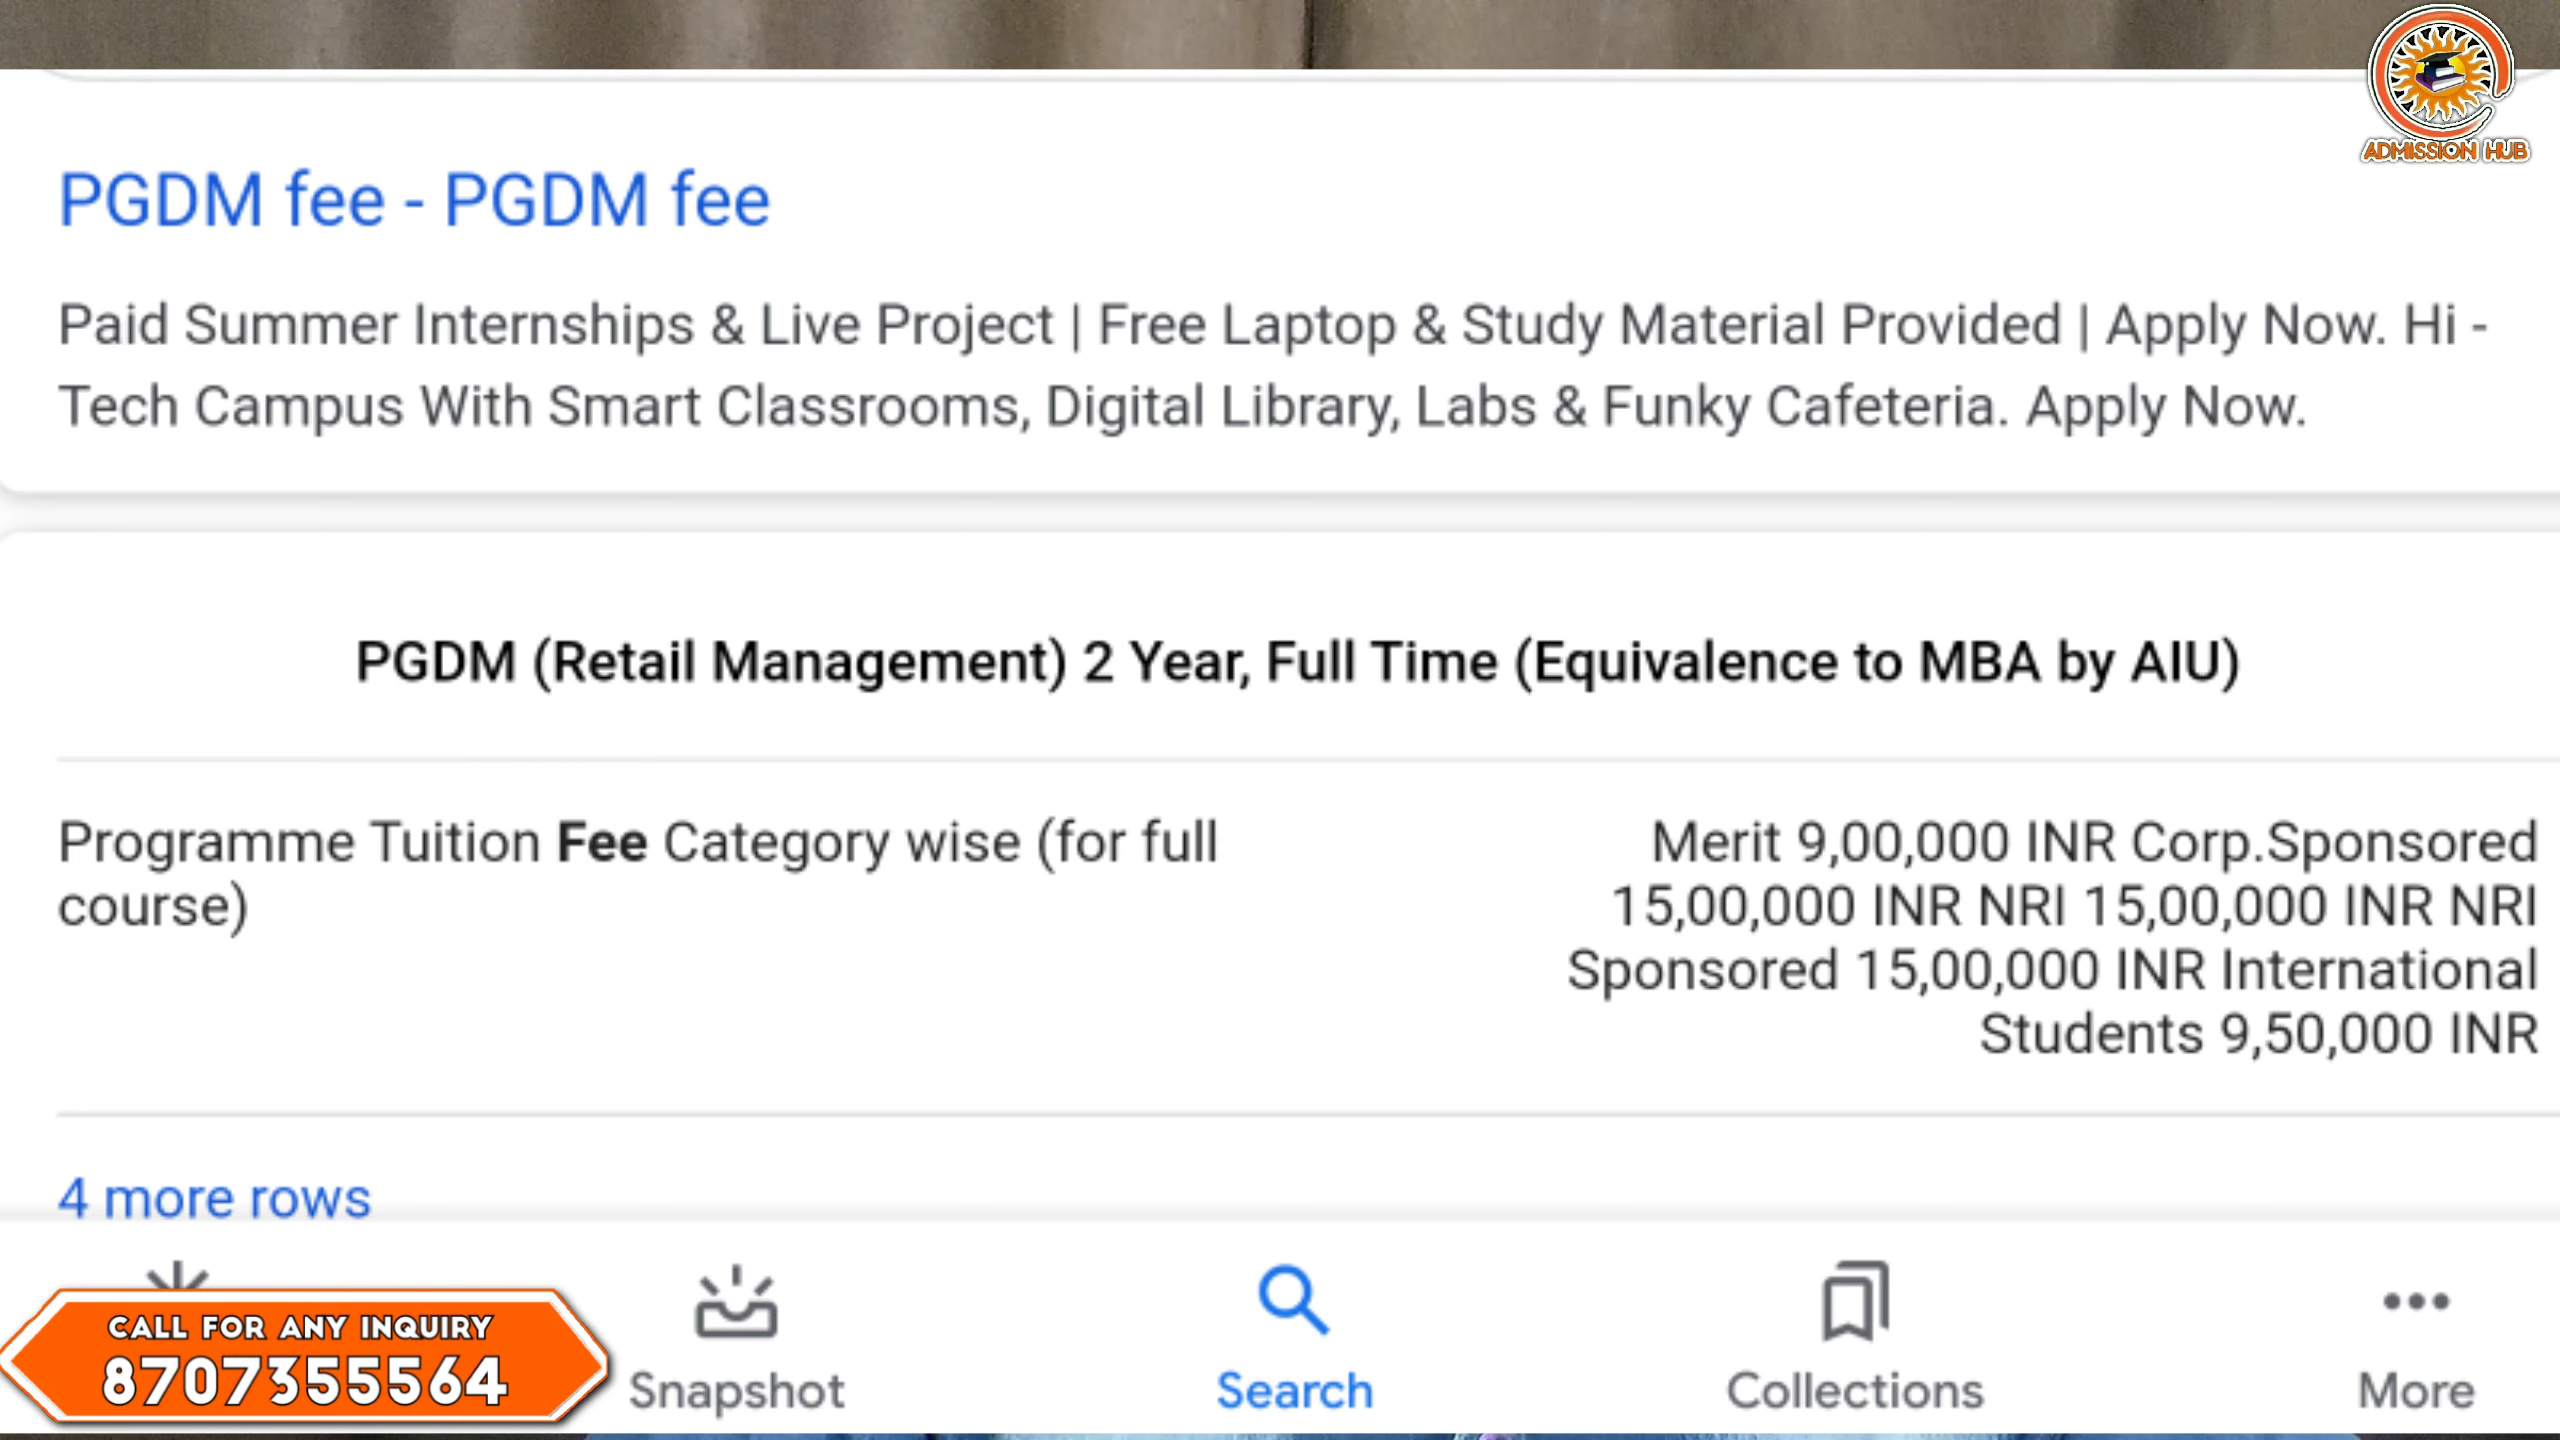 ADMISSION HUB
PGDM fee - PGDM fee
Paid Summer Internships & Live Project | Free Laptop & Study Material Provided | Apply Now. Hi -
Tech Campus With Smart Classrooms, Digital Library, Labs & Funky Cafeteria. Apply Now.
PGDM (Retail Management) 2 Year, Full Time (Equivalence to MBA by AIU)
Programme Tuition Fee Category wise (for full
course)
Merit 9,00,000 INR Corp.Sponsored
15,00,000 INR NRI 15,00,000 INR NRI
Sponsored 15,00,000 INR International
Students 9,50,000 INR
4 more rows
CALL FOR ANY INQUIRY
8707355564
Snapshot
Search
Collections
More